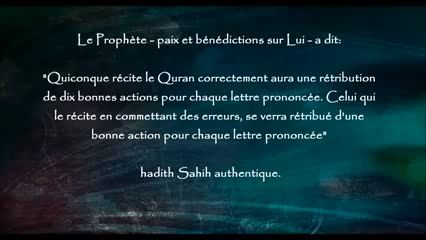 Le Prophète - paix et bénédictions sur Lui - a dit:
"Quiconque récite le Quran correctement aura une rétribution
de dix bonnes actions pour chaque lettre prononcée. Celui qui
le récite en commettant des erreurs, se verra rétribué d'une
bonne action pour chaque lettre prononcée"
hadith Sahih authentique.